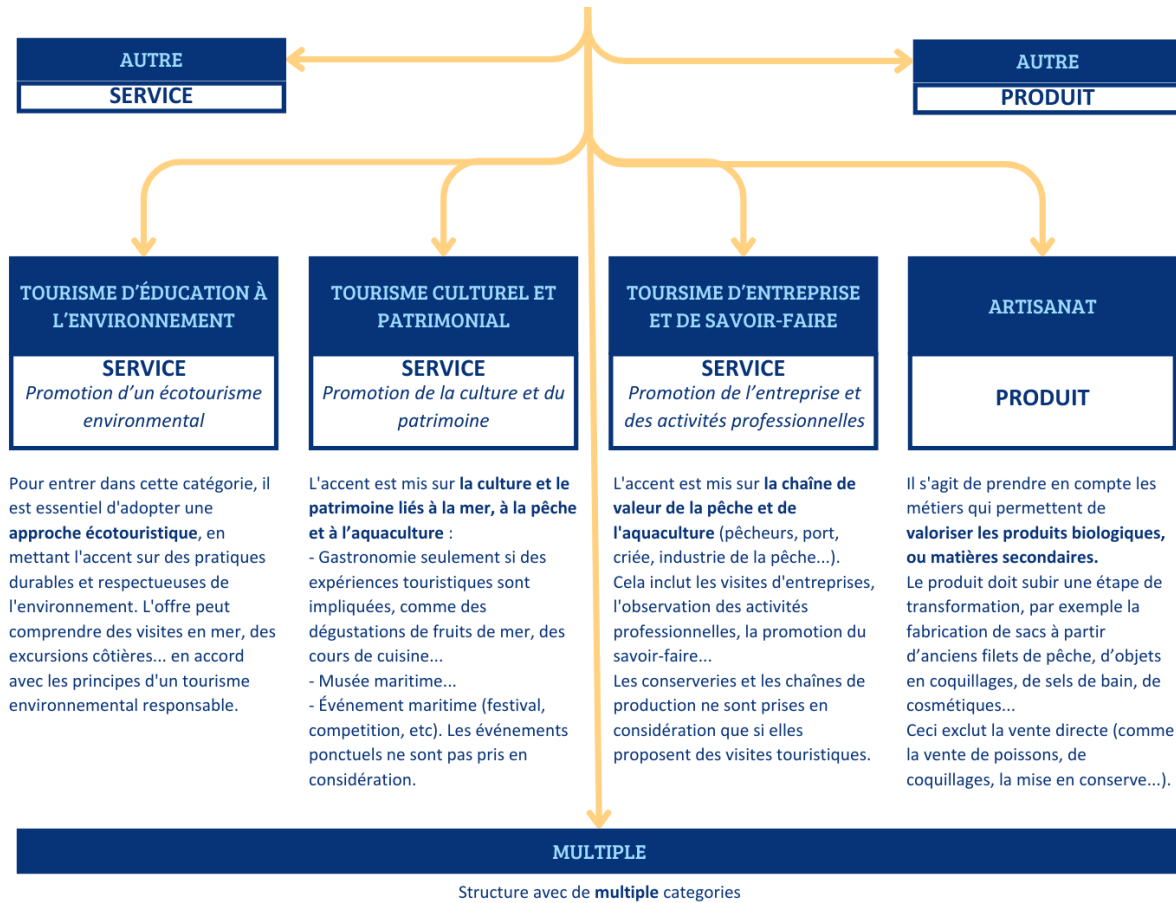 AUTRE
SERVICE
AUTRE
PRODUIT
TOURISME D'ÉDUCATION À
L'ENVIRONNEMENT
SERVICE
Promotion d'un écotourisme
environmental
Pour entrer dans cette catégorie, il
est essentiel d'adopter une
approche écotouristique, en
mettant l'accent sur des pratiques
durables et respectueuses de
l'environnement. L'offre peut
comprendre des visites en mer, des
excursions côtières... en accord
avec les principes d'un tourisme
environmental responsable.
TOURISME CULTUREL ET
PATRIMONIAL
SERVICE
Promotion de la culture et du
patrimoine
L'accent est mis sur la culture et le
patrimoine liés à la mer, à la pêche
et à l’aquaculture :
- Gastronomie seulement si des
expériences touristiques sont
impliquées, comme des
dégustations de fruits de mer, des
cours de cuisine...
- Musée maritime...
- Événement maritime (festival,
competition, etc). Les événements
ponctuels ne sont pas pris en
considération.
TOURSIME D’ENTREPRISE
ET DE SAVOIR-FAIRE
SERVICE
Promotion de l’entreprise et
des activités professionnelles
L'accent est mis sur la chaîne de
valeur de la pêche et de
l'aquaculture (pêcheurs, port,
criée, industrie de la pêche...).
Cela inclut les visites d'entreprises,
l'observation des activités
professionnelles, la promotion du
savoir-faire...
Les conserveries et les chaînes de
production ne sont prises en
considération que si elles
proposent des visites touristiques.
ARTISANAT
PRODUIT
Il s'agit de prendre en compte les
métiers qui permettent de
valoriser les produits biologiques,
ou matières secondaires.
Le produit doit subir une étape de
transformation, par exemple la
fabrication de sacs à partir
d’anciens filets de pêche, d’objets
en coquillages, de sels de bain, de
cosmétiques...
Ceci exclut la vente directe (comme
la vente de poissons, de
coquillages, la mise en conserve...).
MULTIPLE
Structure avec de multiple categories